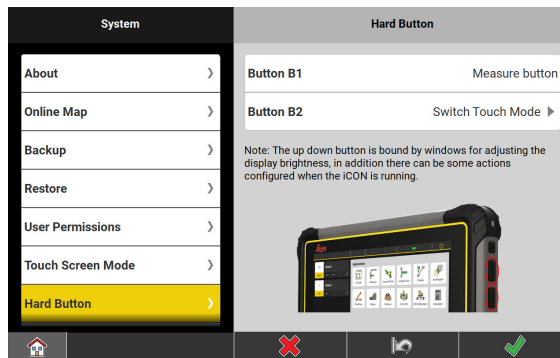 System
Hard Button
About
Button B1
Measure button
Online Map
Button B2
Switch Touch Mode
Backup
Note: The up down button is bound by windows for adjusting the
display brightness, in addition there can be some actions
configured when the iCON is running.
Restore
User Permissions
Touch Screen Mode
Hard Button